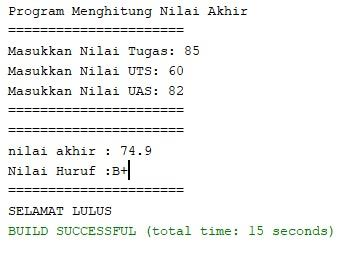 Program Menghitung Nilai Akhir
======================
Masukkan Nilai Tugas: 85
Masukkan Nilai UTS: 60
Masukkan Nilai UAS: 82
======================
======================
nilai akhir : 74.9
Nilai Huruf :B+
======================
SELAMAT LULUS
BUILD SUCCESSFUL (total time: 15 seconds)